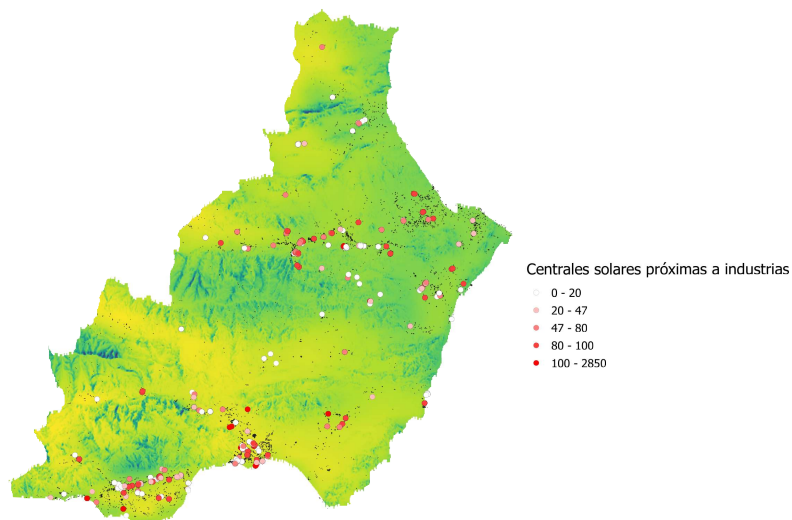 Centrales solares próximas a industrias
0 - 20
20 - 47
47 - 80
80 - 100
100 - 2850